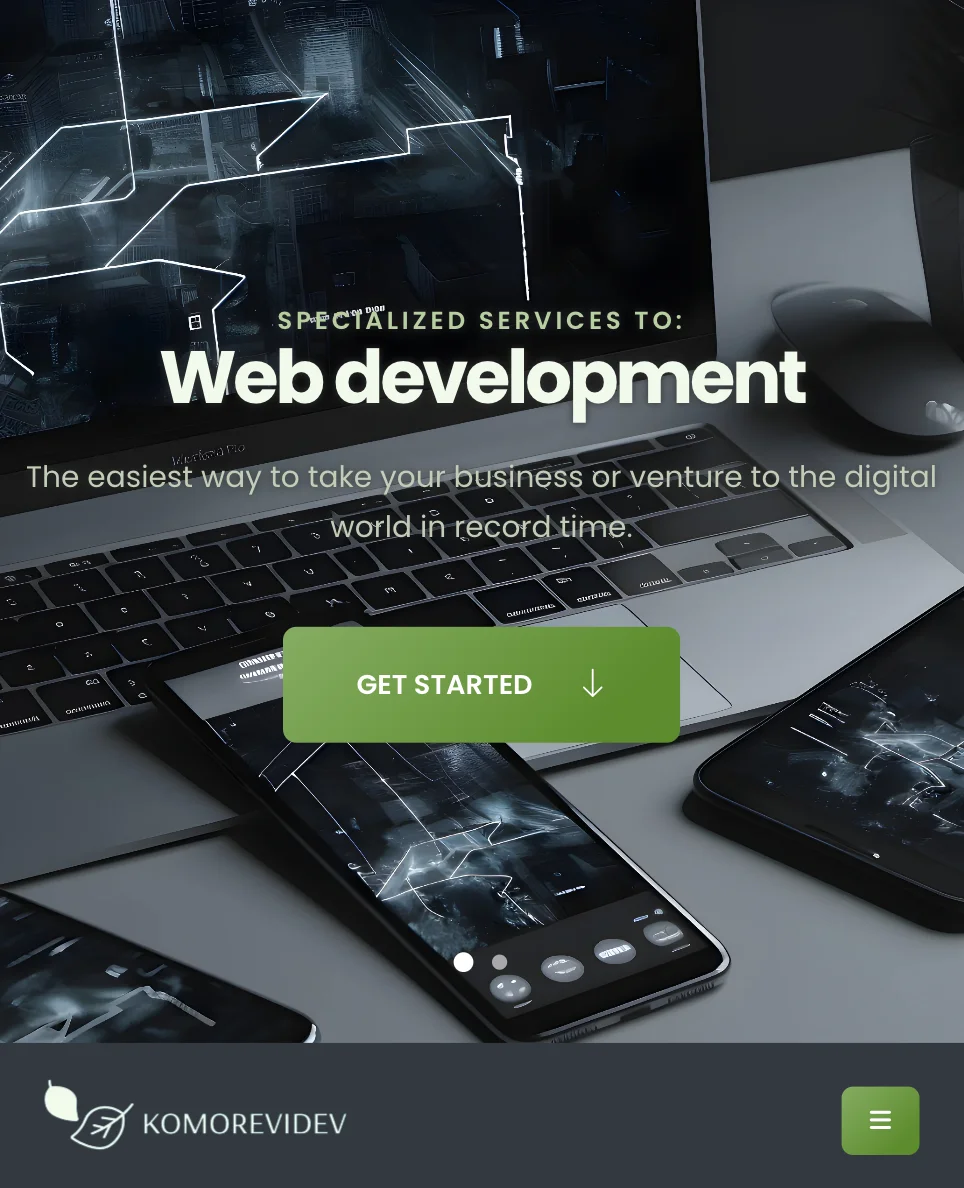 SPECIALIZED SERVICES TO:
Web development
The easiest way to take your business or venture to the digital
world in record time.
GET STARTED
KOMOREVIDEV